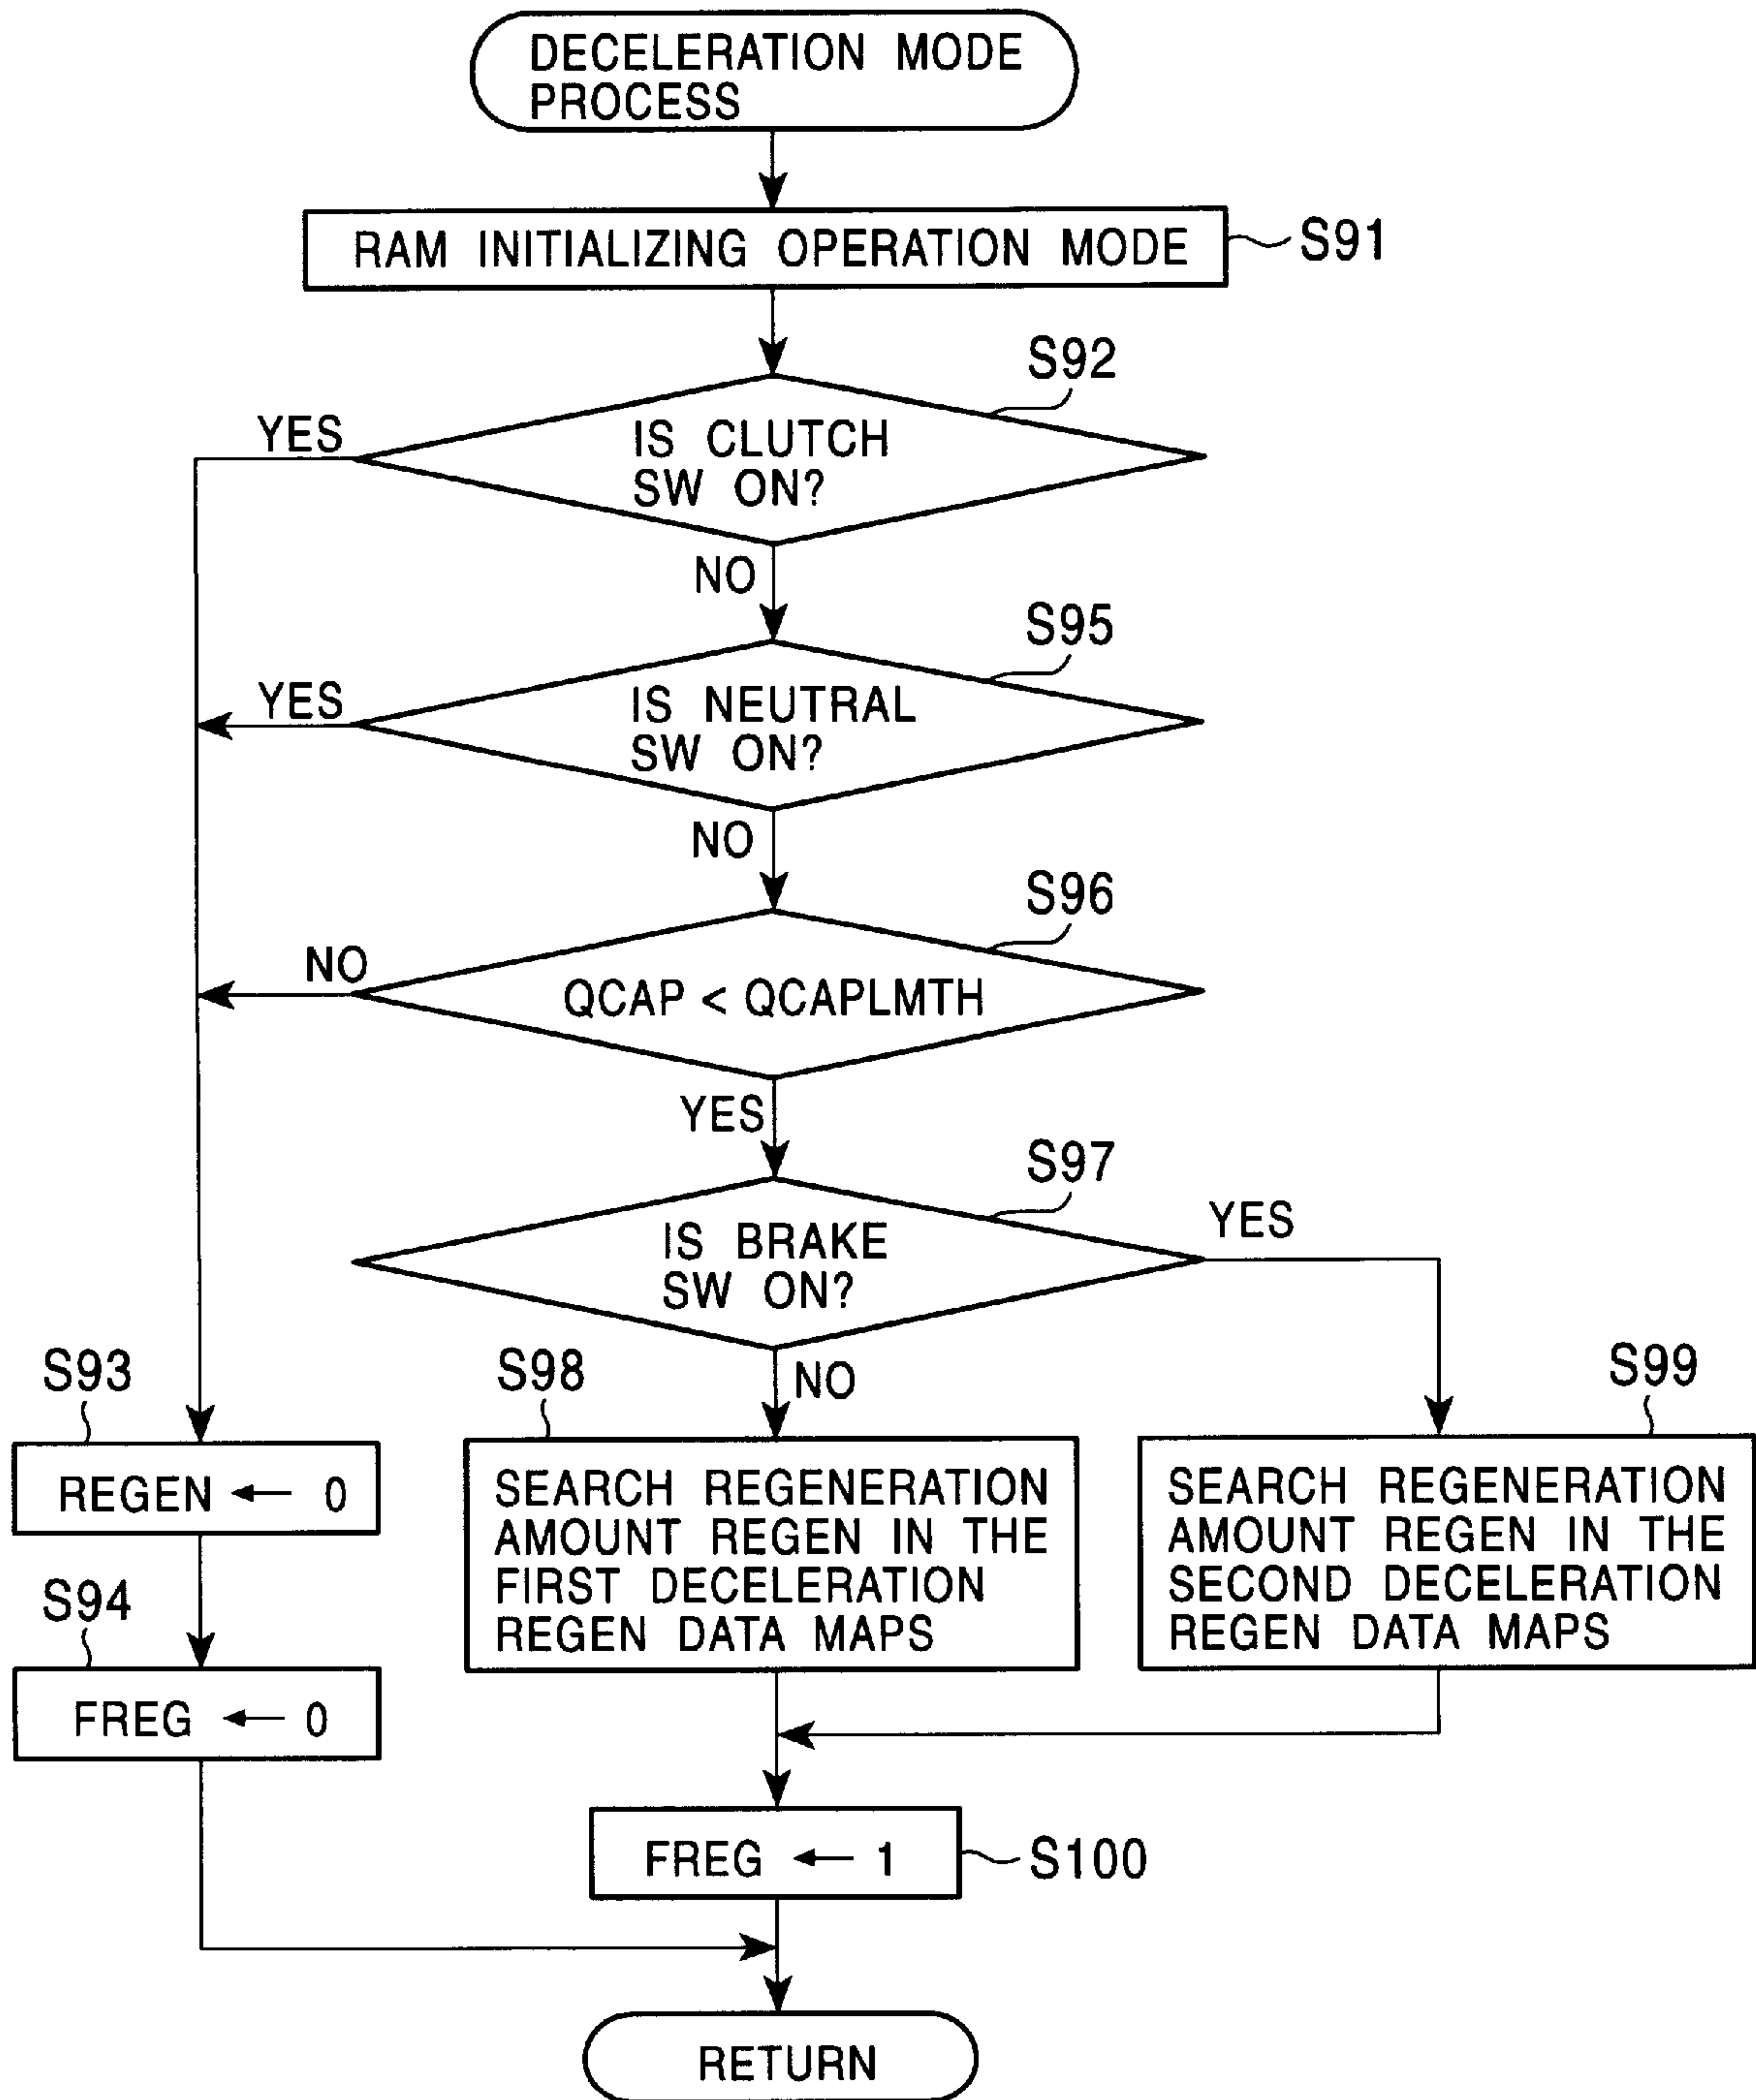 DECELERATION MODE
PROCESS
RAM INITIALIZING OPERATION MODE
S91
S92
YES
IS CLUTCH
SW ON?
NO
S95
YES
IS NEUTRAL
SW ON?
NO
S96
NO
QCAP < QCAPLMTH
YES
S97
YES
IS BRAKE
SW ON?
S93
S98
NO
S99
REGEN ← 0
SEARCH REGENERATION
AMOUNT REGEN IN THE
FIRST DECELERATION
REGEN DATA MAPS
SEARCH REGENERATION
AMOUNT REGEN IN THE
SECOND DECELERATION
REGEN DATA MAPS
S94
FREG ← 0
FREG ← 1
S100
RETURN